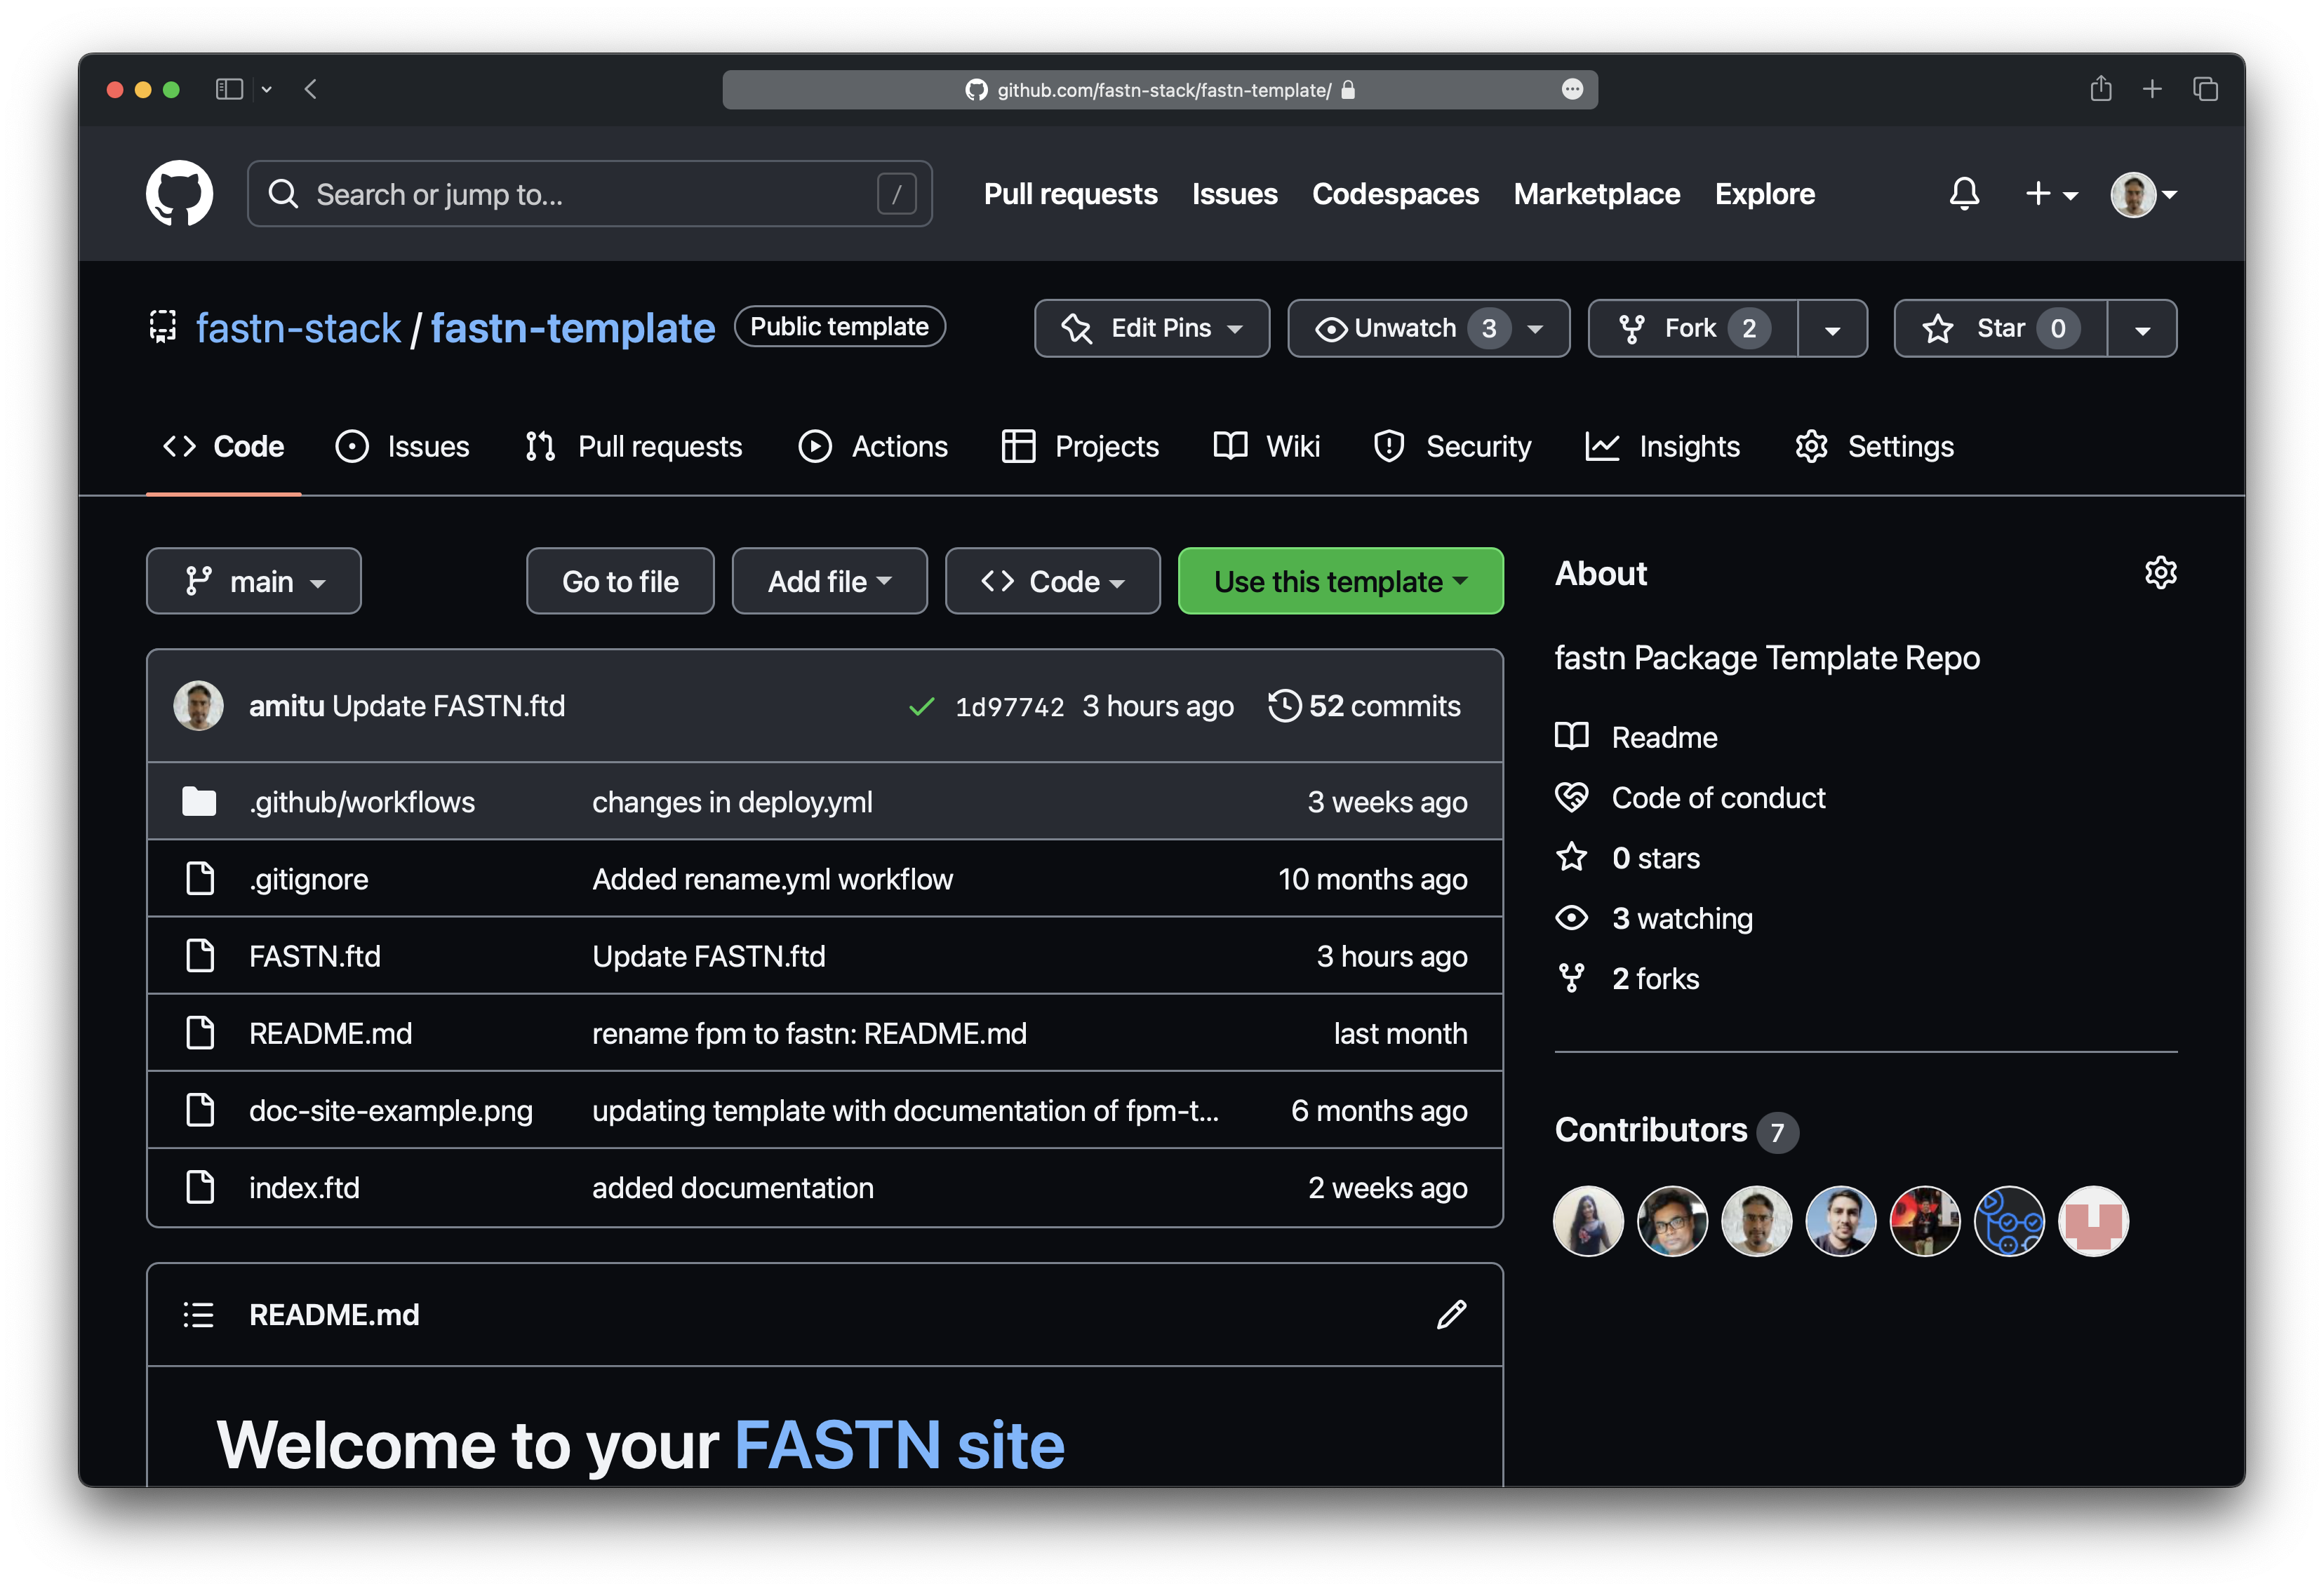 github.com/fastn-stack/fastn-template/
Search or jump to... /
Pull requests Issues Codespaces Marketplace Explore
fastn-stack / fastn-template Public template
Edit Pins Unwatch 3 Fork 2 Star 0
Code Issues Pull requests Actions Projects Wiki Security Insights Settings
main Go to file Add file Code Use this template
amitu Update FASTN.ftd 1d97742 3 hours ago 52 commits
.github/workflows changes in deploy.yml 3 weeks ago
.gitignore Added rename.yml workflow 10 months ago
FASTN.ftd Update FASTN.ftd 3 hours ago
README.md rename fpm to fastn: README.md last month
doc-site-example.png updating template with documentation of fpm-t... 6 months ago
index.ftd added documentation 2 weeks ago
README.md
Welcome to your FASTN site
About
fastn Package Template Repo
Readme
Code of conduct
0 stars
3 watching
2 forks
Contributors 7